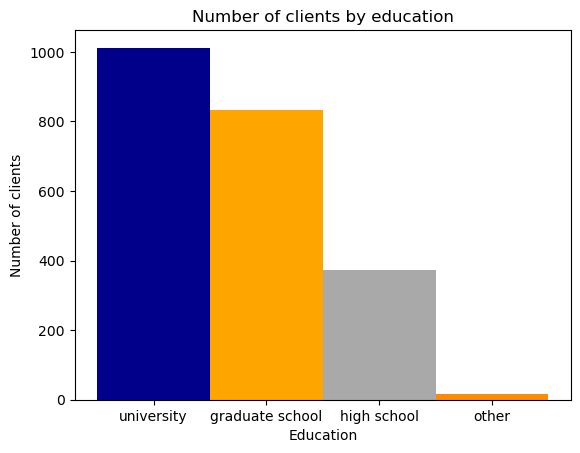 Number of clients by education
Number of clients
1000
800
600
400
200
0
university graduate school high school other
Education